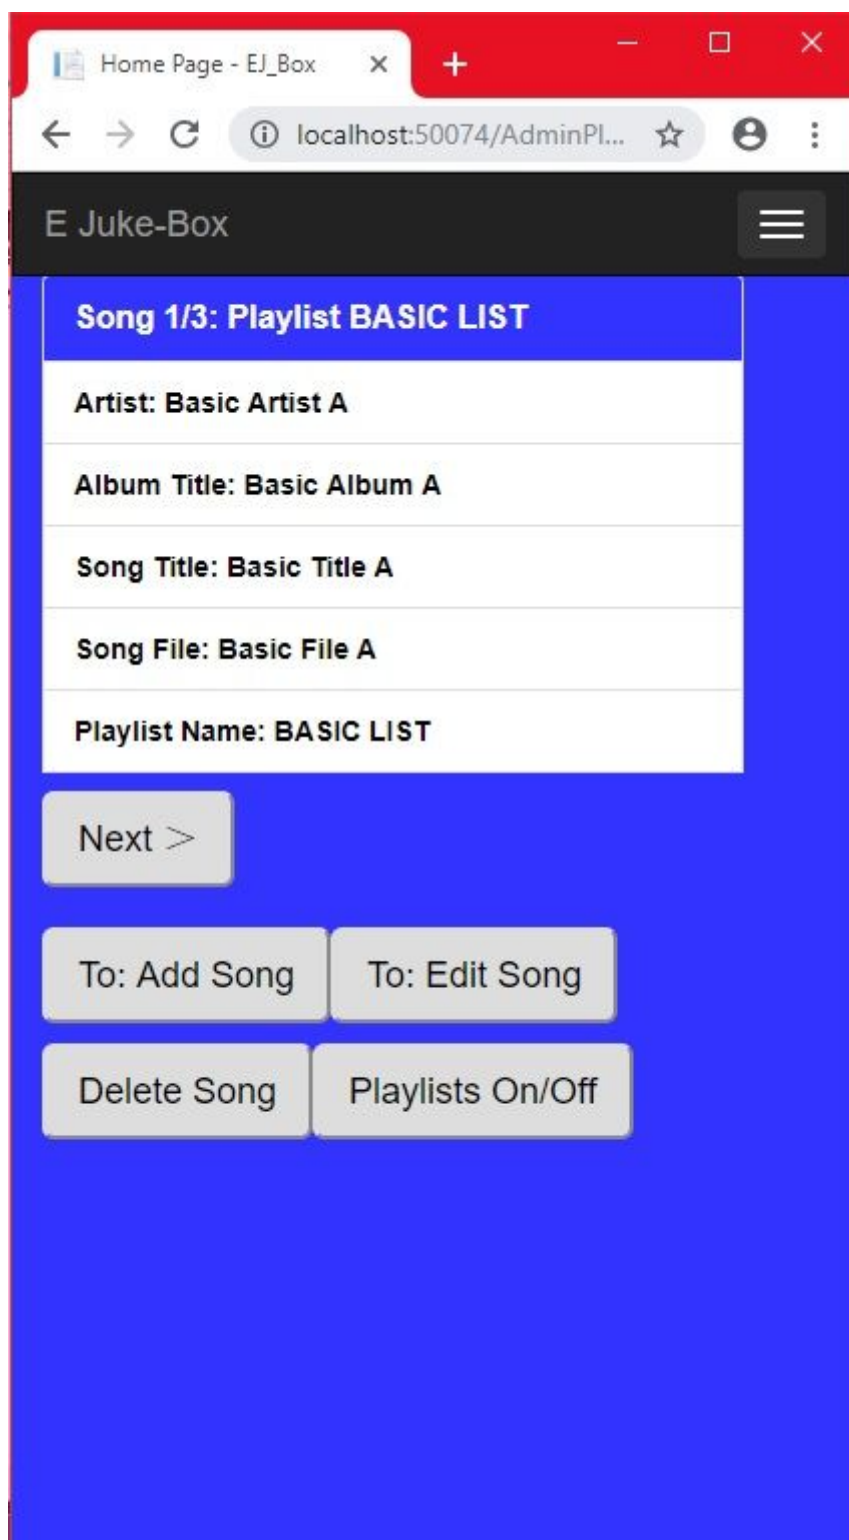 Home Page - EJ_Box
localhost:50074/AdminPl...
E Juke-Box
Song 1/3: Playlist BASIC LIST
Artist: Basic Artist A
Album Title: Basic Album A
Song Title: Basic Title A
Song File: Basic File A
Playlist Name: BASIC LIST
Next >
To: Add Song To: Edit Song
Delete Song Playlists On/Off